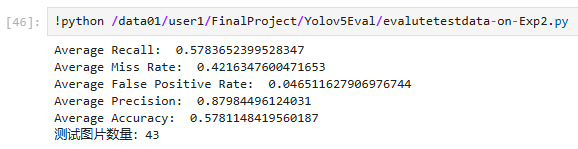 [46]: !python /data01/user1/FinalProject/Yolov5Eval/evalutetestdata-on-Exp2.py
Average Recall:  0.5783652399528347
Average Miss Rate:  0.4216347600471653
Average False Positive Rate:  0.046511627906976744
Average Precision:  0.87984496124031
Average Accuracy:  0.5781148419560187
测试图片数量: 43